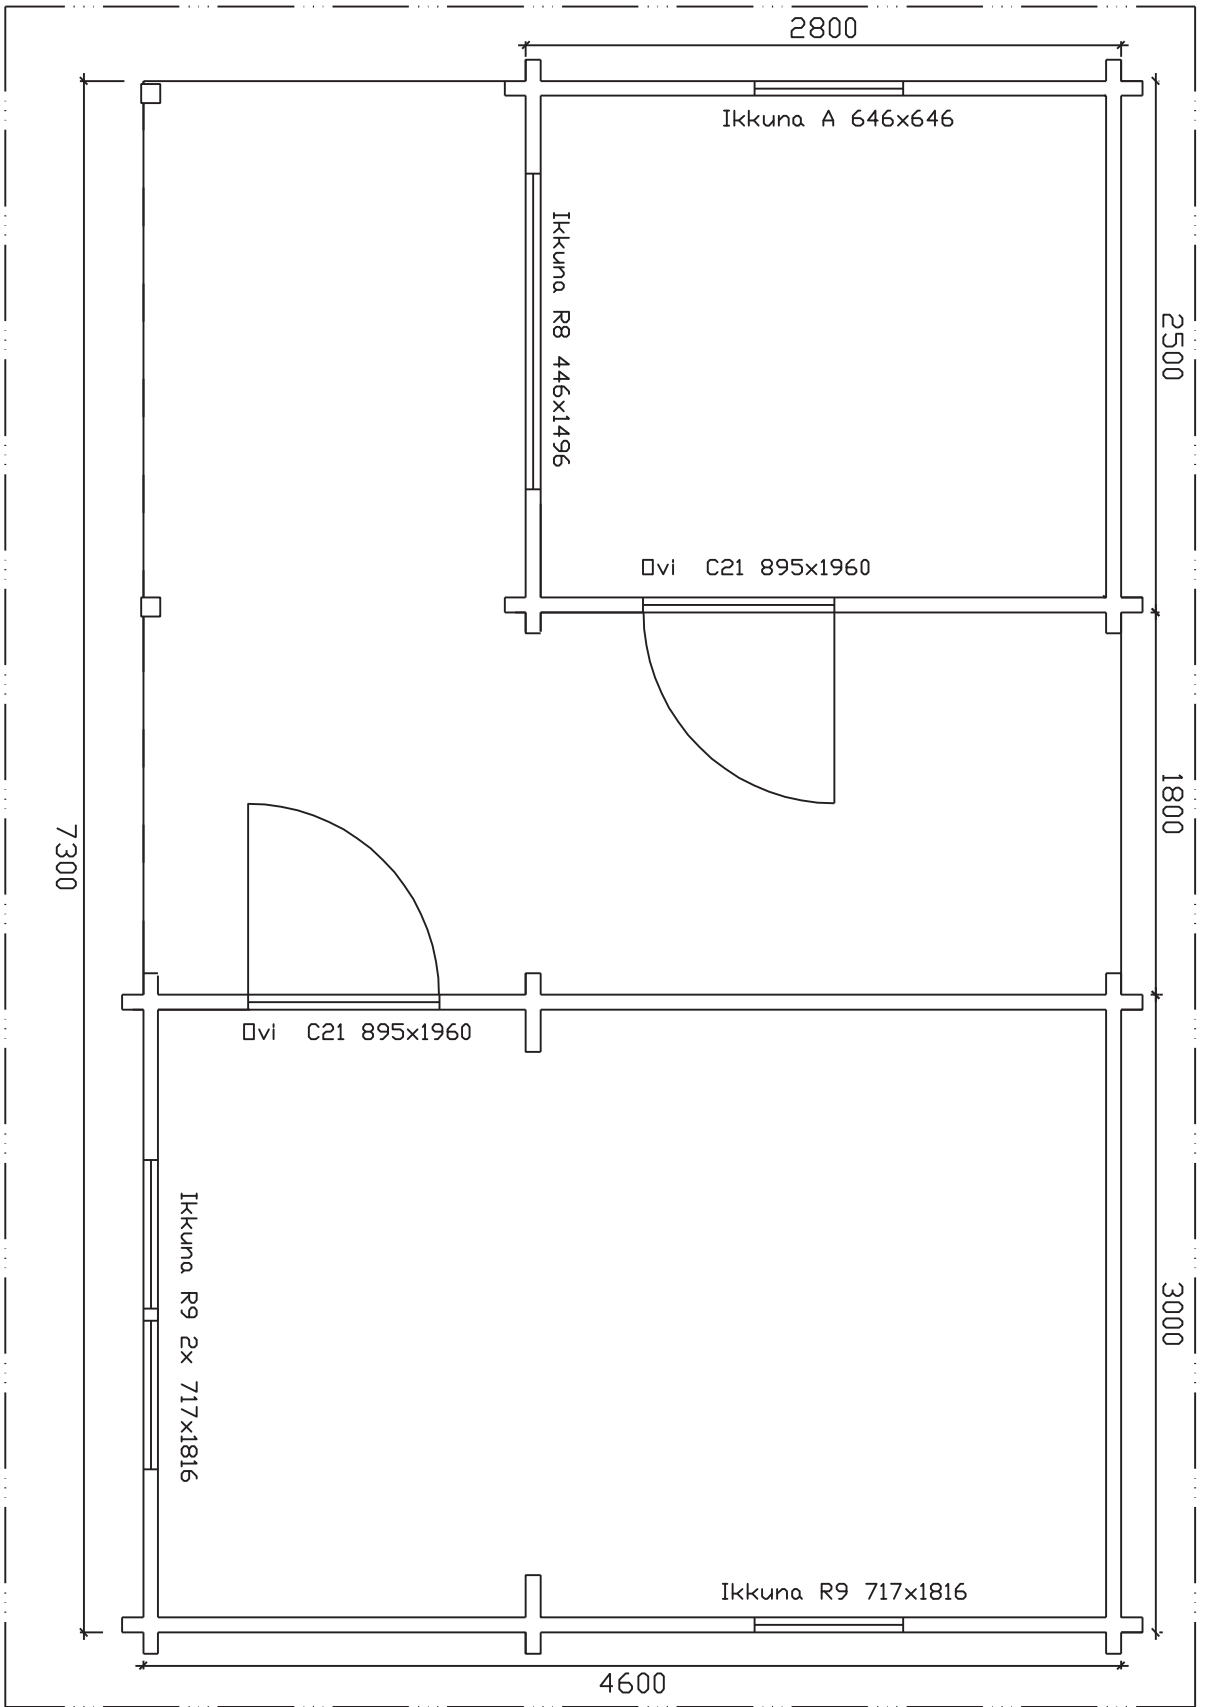 2800
Ikkuna A 646x646
Ikkuna R8 446x1496
2500
Ovi C21 895x1960
1800
7300
Ovi C21 895x1960
Ikkuna R9 2x 717x1816
3000
Ikkuna R9 717x1816
4600